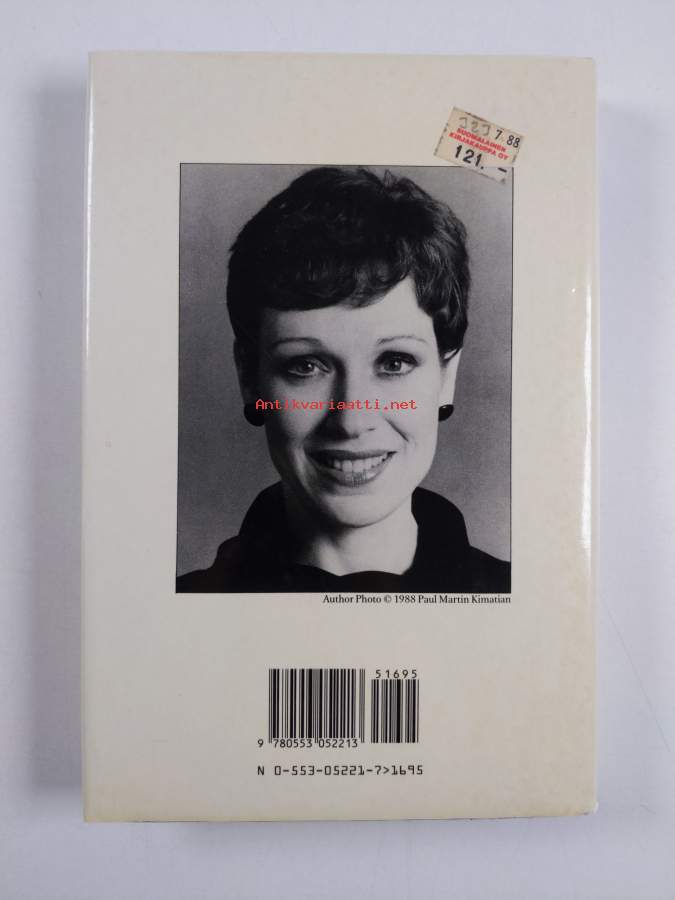 7.88
SUOMALAINEN
KIRJAKAUPPA OY
121.–
Antikvariaatti.net
Author Photo © 1988 Paul Martin Kimatian
51695
9 780553 052213
N 0-553-05221-7>1695